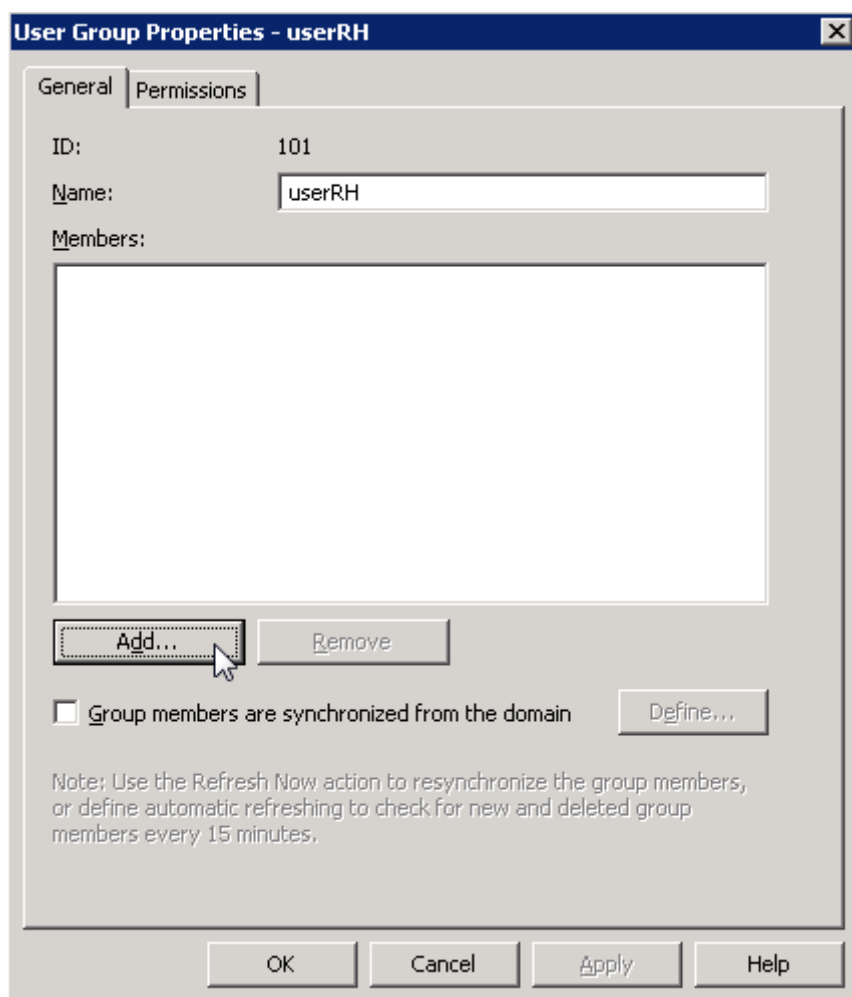 User Group Properties - userRH
General
Permissions
ID:
101
Name:
userRH
Members:
Add...
Remove
Group members are synchronized from the domain
Define...
Note: Use the Refresh Now action to resynchronize the group members,
or define automatic refreshing to check for new and deleted group
members every 15 minutes.
OK
Cancel
Apply
Help